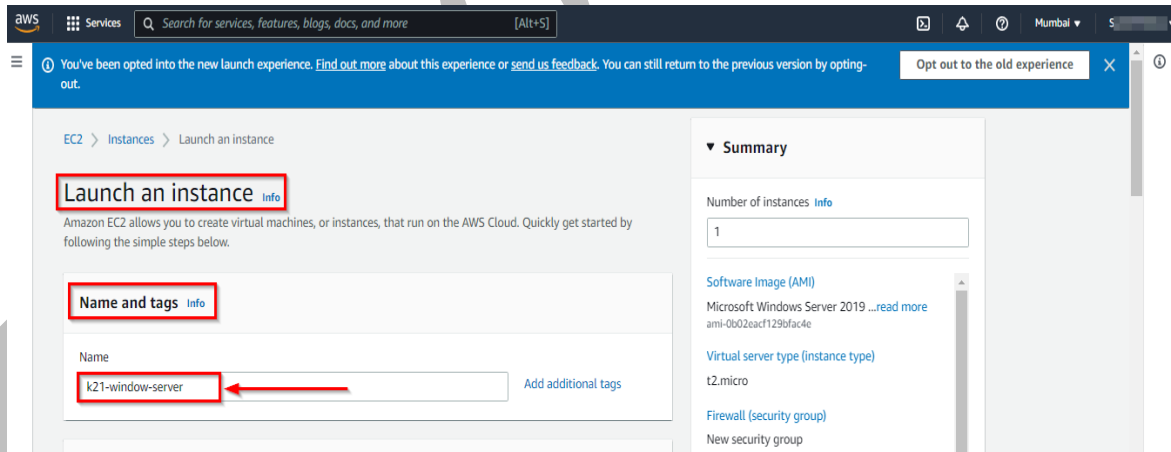 aws Services Search for services, features, blogs, docs, and more [Alt+S] Mumbai S
You've been opted into the new launch experience. Find out more about this experience or send us feedback. You can still return to the previous version by opting-
out.
Opt out to the old experience
EC2 > Instances > Launch an instance
Launch an instance Info
Amazon EC2 allows you to create virtual machines, or instances, that run on the AWS Cloud. Quickly get started by
following the simple steps below.
Name and tags Info
Name
k21-window-server
Add additional tags
Summary
Number of instances Info
1
Software Image (AMI)
Microsoft Windows Server 2019 ...read more
ami-0b02eacf129bfac4e
Virtual server type (instance type)
t2.micro
Firewall (security group)
New security group